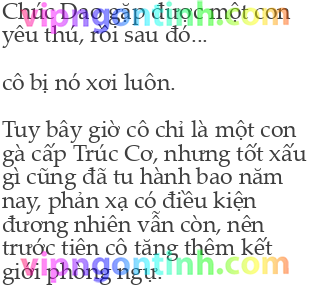 Chúc Dao gặp được một con
yêu thú, rồi sau đó...
cô bị nó xơi luôn.
Tuy bây giờ cô chỉ là một con
gà cấp Trúc Cơ, nhưng tốt xấu
gì cũng đã tu hành bao năm
nay, phản xạ có điều kiện
đương nhiên vẫn còn, nên
trước tiên cô tăng thêm kết
giới phòng ngự.
vipngontinh.com
vipngontinh.com